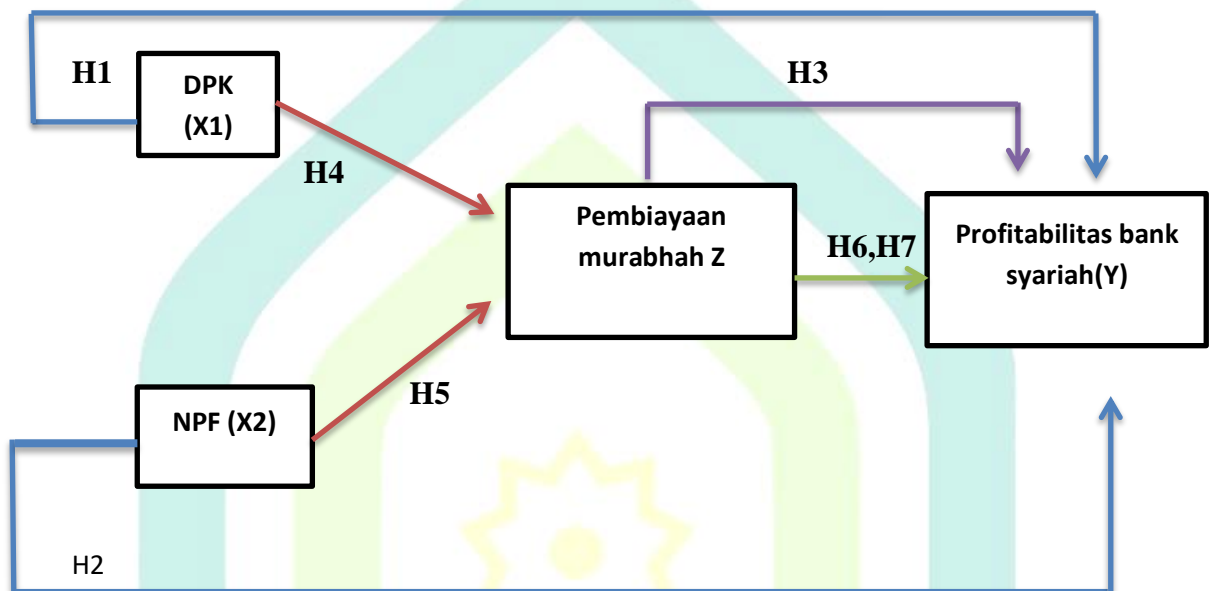 H1
DPK
(X1)
H3
H4
Pembiayaan
murabhah Z
H6,H7
Profitabilitas bank
syariah(Y)
H5
NPF (X2)
H2